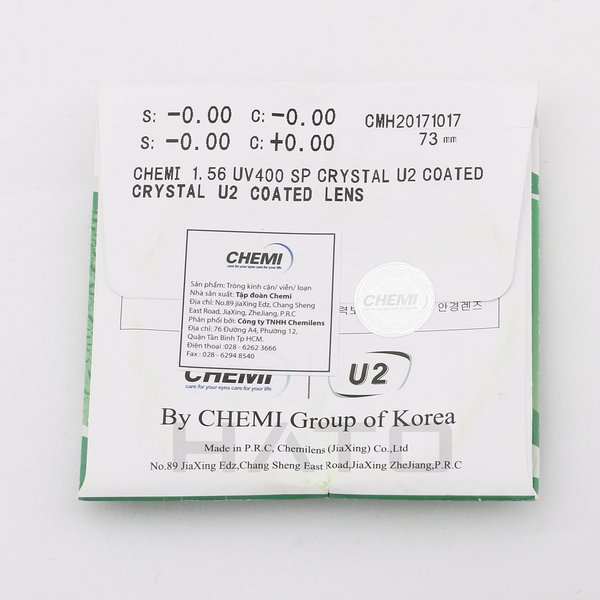 S: -0.00 C: -0.00 CMH20171017
S: -0.00 C: +0.00 73 mm
CHEMI 1.56 UV400 SP CRYSTAL U2 COATED
CRYSTAL U2 COATED LENS
CHEMI
care for your eyes care for your life
Sản phẩm: Tròng kính cận/ viễn/ loạn
Nhà sản xuất: Tập đoàn Chemi
Địa chỉ: No.89 jiaXing Edz, Chang Sheng
East Road, JiaXing, ZheJiang, P.R.C
Phân phối bởi: Công ty TNHH Chemilens
Địa chỉ: 76 Đường A4, Phường 12,
Quận Tân Bình Tp HCM.
Điện thoại :028 - 6262 3666
Fax : 028 - 6294 8540
CHEMI
력보
안경렌즈
CHEMI
care for your eyes care for your life
U2
By CHEMI Group of Korea
HATO
Made in P.R.C, Chemilens (JiaXing) Co.,Ltd
No.89 JiaXing Edz,Chang Sheng East Road,JiaXing ZheJiang,P.R.C